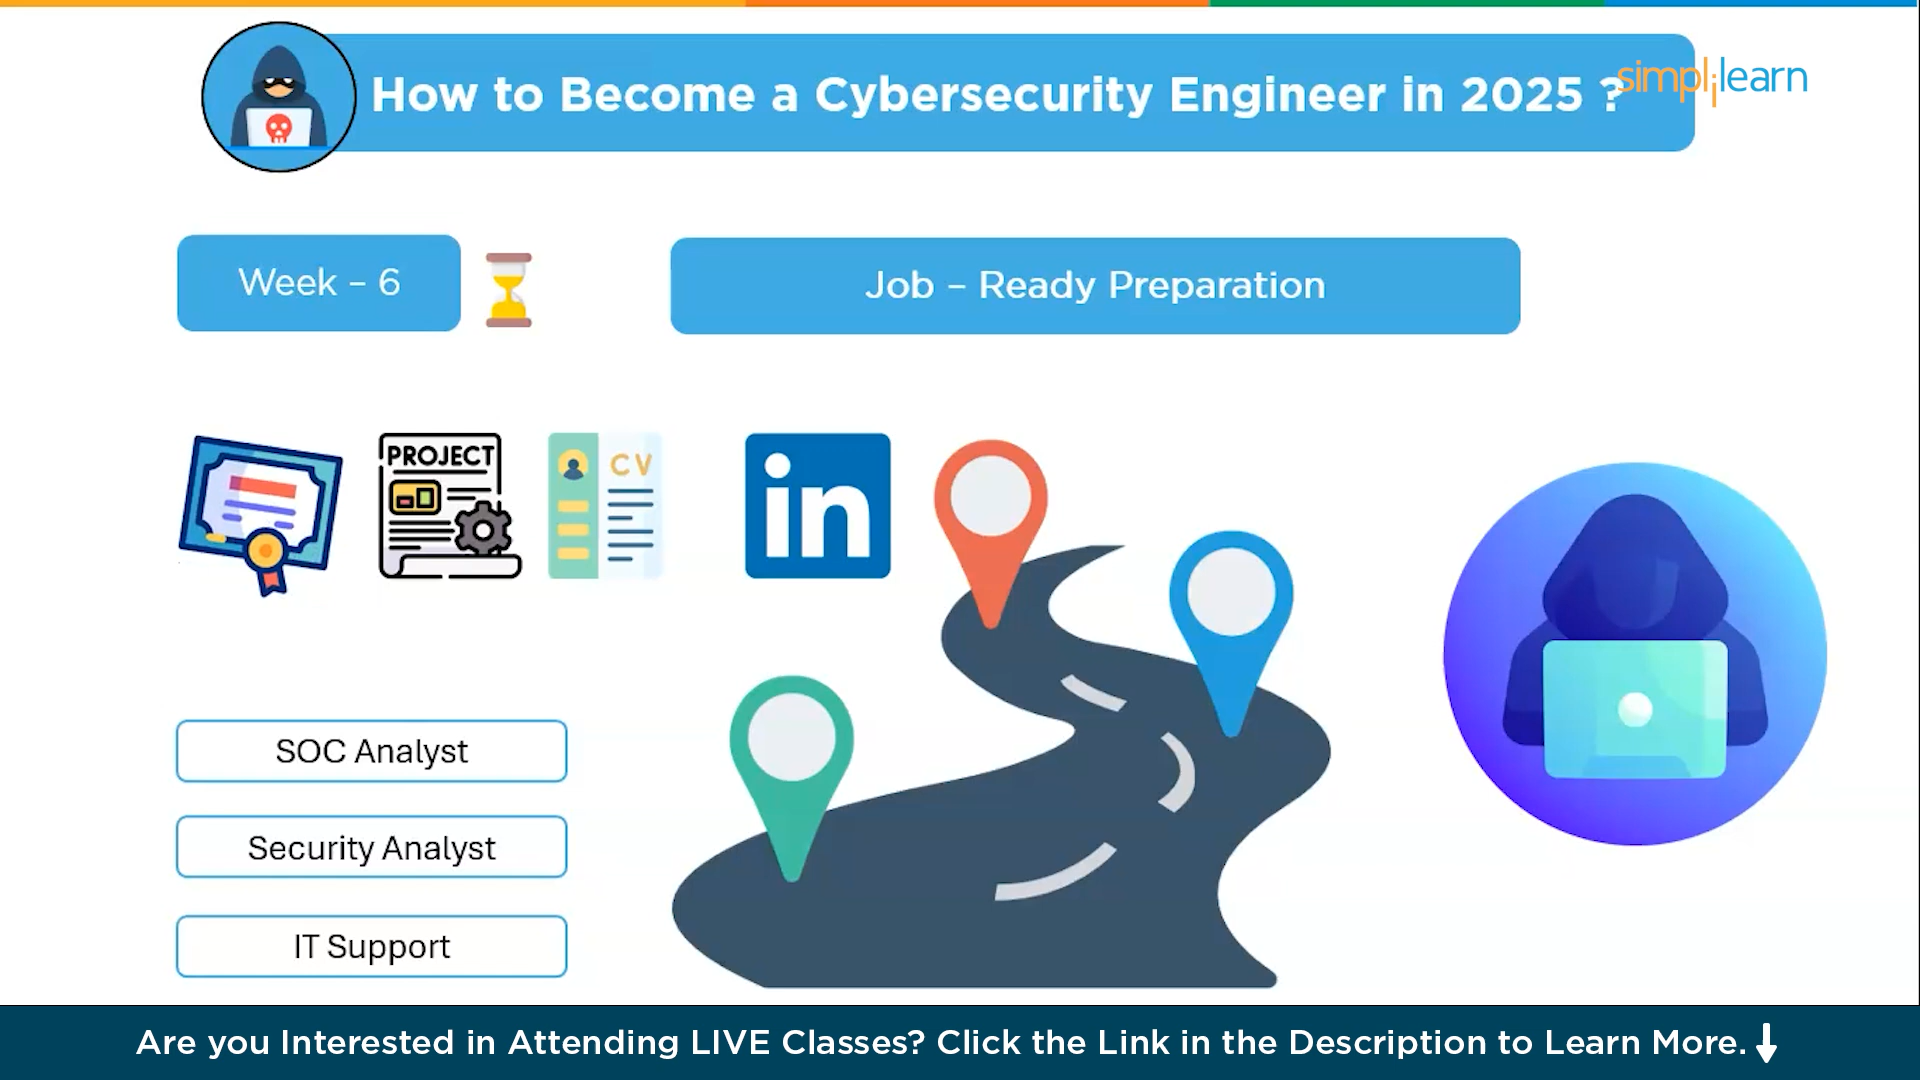 How to Become a Cybersecurity Engineer in 2025 ?
simplilearn
Week – 6
Job – Ready Preparation
PROJECT
CV
in
SOC Analyst
Security Analyst
IT Support
Are you Interested in Attending LIVE Classes? Click the Link in the Description to Learn More.